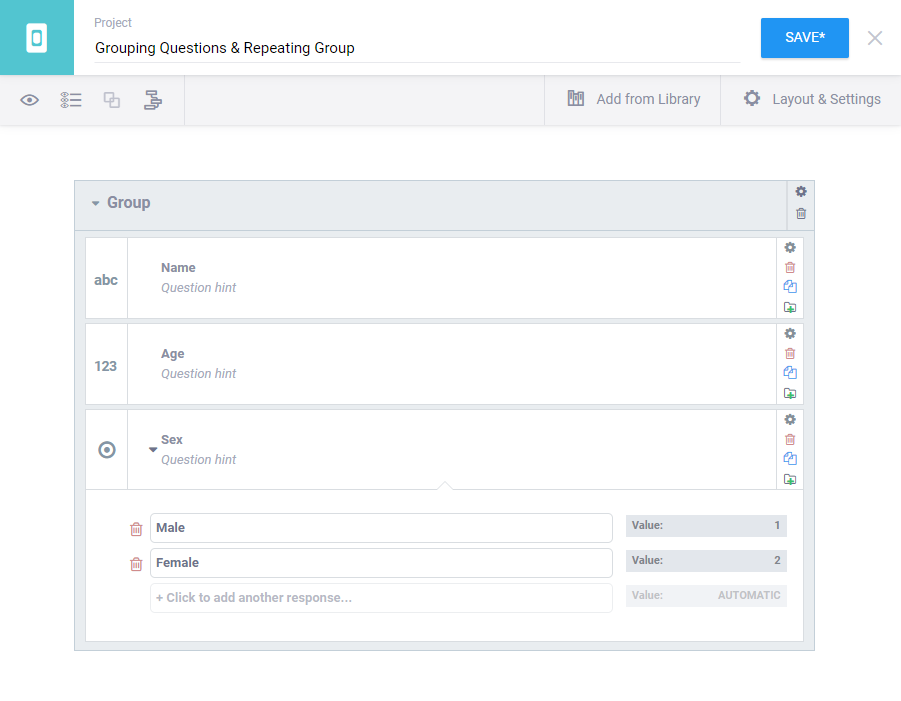 Project
Grouping Questions & Repeating Group
SAVE*
Add from Library
Layout & Settings
Group
abc
Name
Question hint
123
Age
Question hint
Sex
Question hint
Male
Value: 1
Female
Value: 2
+ Click to add another response...
Value: AUTOMATIC